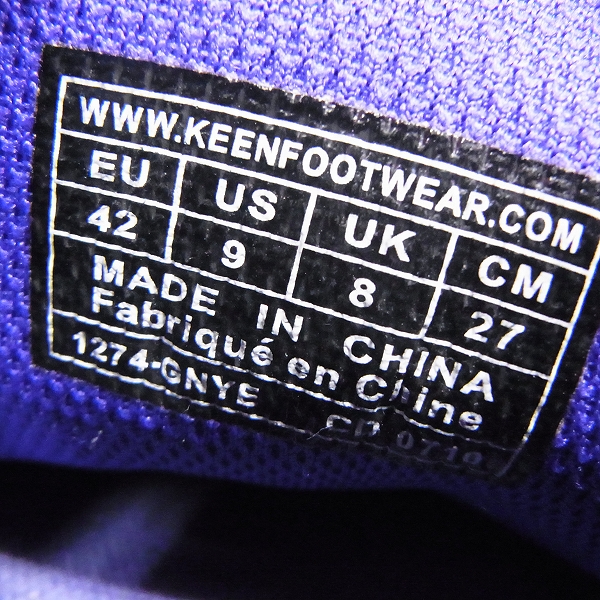 WWW.KEENFOOTWEAR.COM
EU US UK CM
42 9 8 27
MADE IN CHINA
Fabriqué en Chine
1274-GNYE